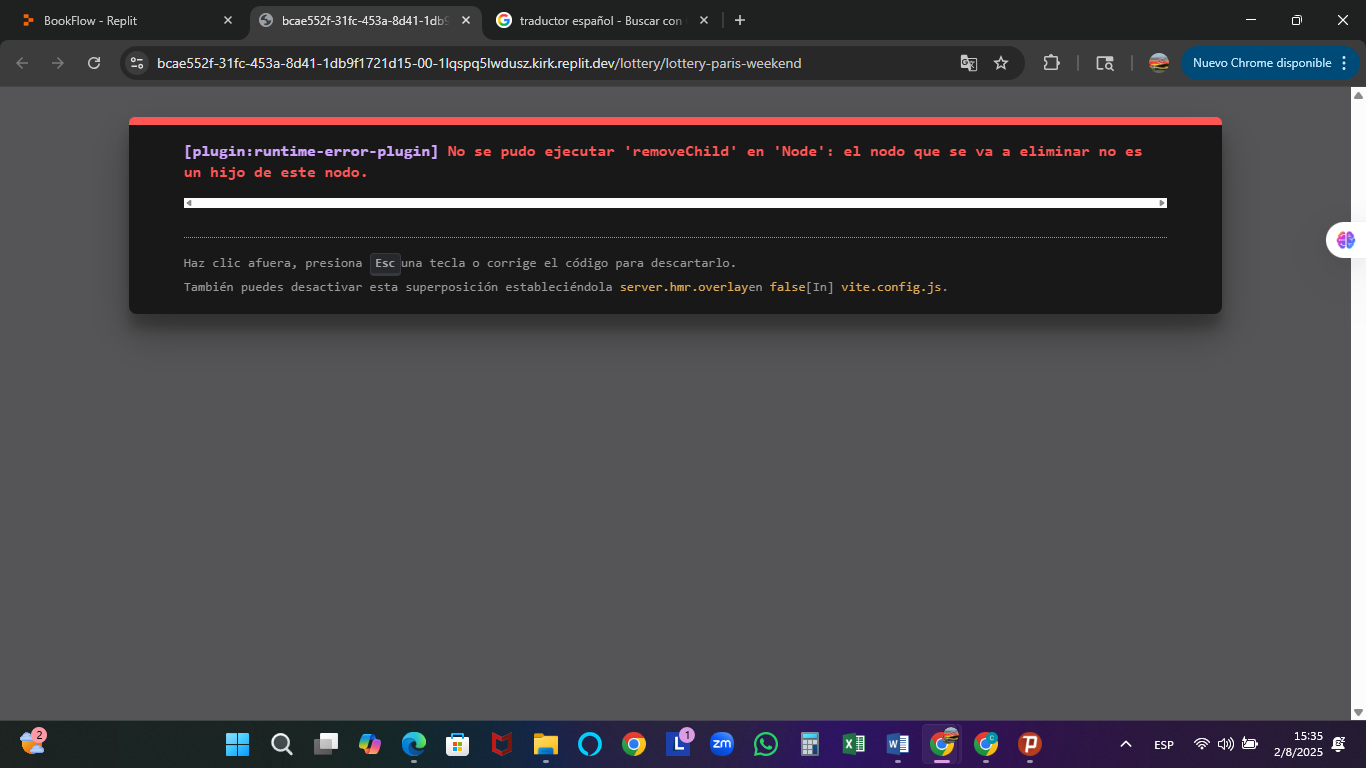 BookFlow - Replit
bcae552f-31fc-453a-8d41-1db9
traductor español - Buscar con
bcae552f-31fc-453a-8d41-1db9f1721d15-00-1lqspq5lwdusz.kirk.replit.dev/lottery/lottery-paris-weekend
Nuevo Chrome disponible
[plugin:runtime-error-plugin] No se pudo ejecutar 'removeChild' en 'Node': el nodo que se va a eliminar no es
un hijo de este nodo.
Haz clic afuera, presiona Esc una tecla o corrige el código para descartarlo.
También puedes desactivar esta superposición estableciéndola server.hmr.overlayen false[In] vite.config.js.
2
L
1
zm
X
W
C
P
ESP
15:35
2/8/2025